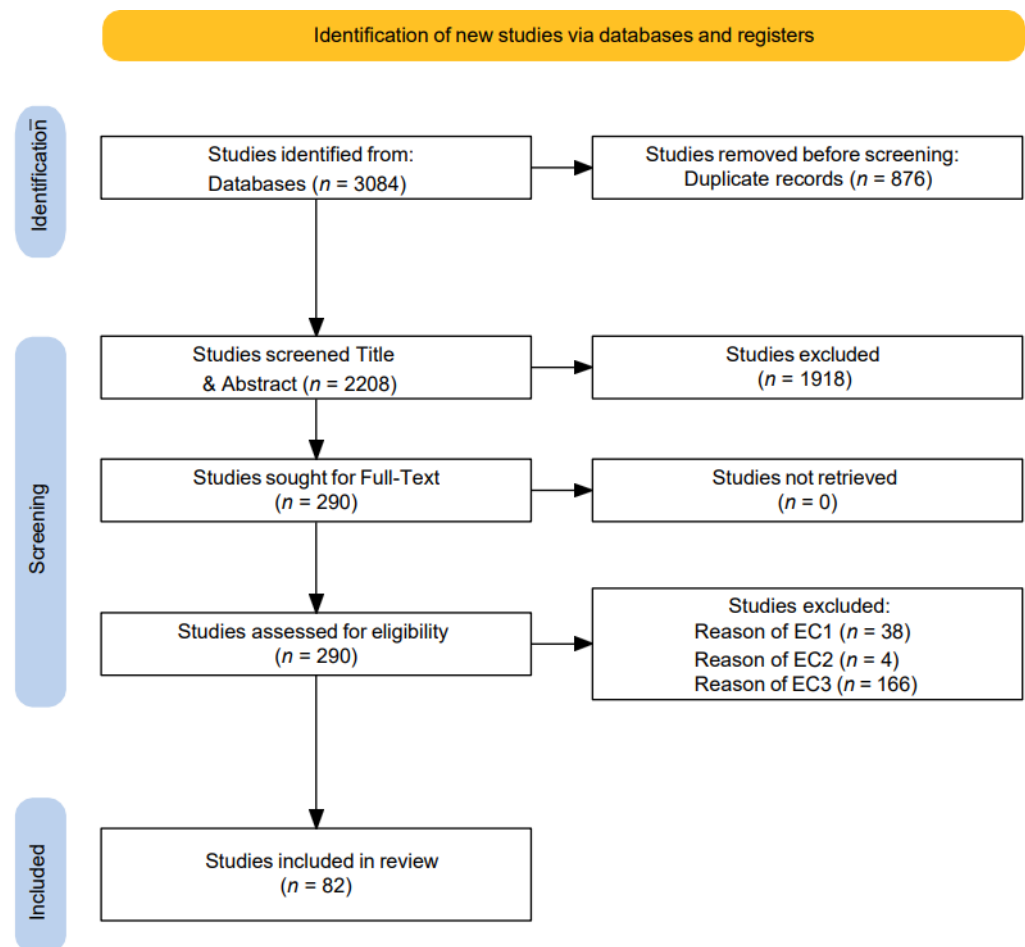 Identification of new studies via databases and registers
Identification
Studies identified from:
Databases (n = 3084)
Studies removed before screening:
Duplicate records (n = 876)
Screening
Studies screened Title
& Abstract (n = 2208)
Studies excluded
(n = 1918)
Studies sought for Full-Text
(n = 290)
Studies not retrieved
(n = 0)
Studies assessed for eligibility
(n = 290)
Studies excluded:
Reason of EC1 (n = 38)
Reason of EC2 (n = 4)
Reason of EC3 (n = 166)
Included
Studies included in review
(n = 82)